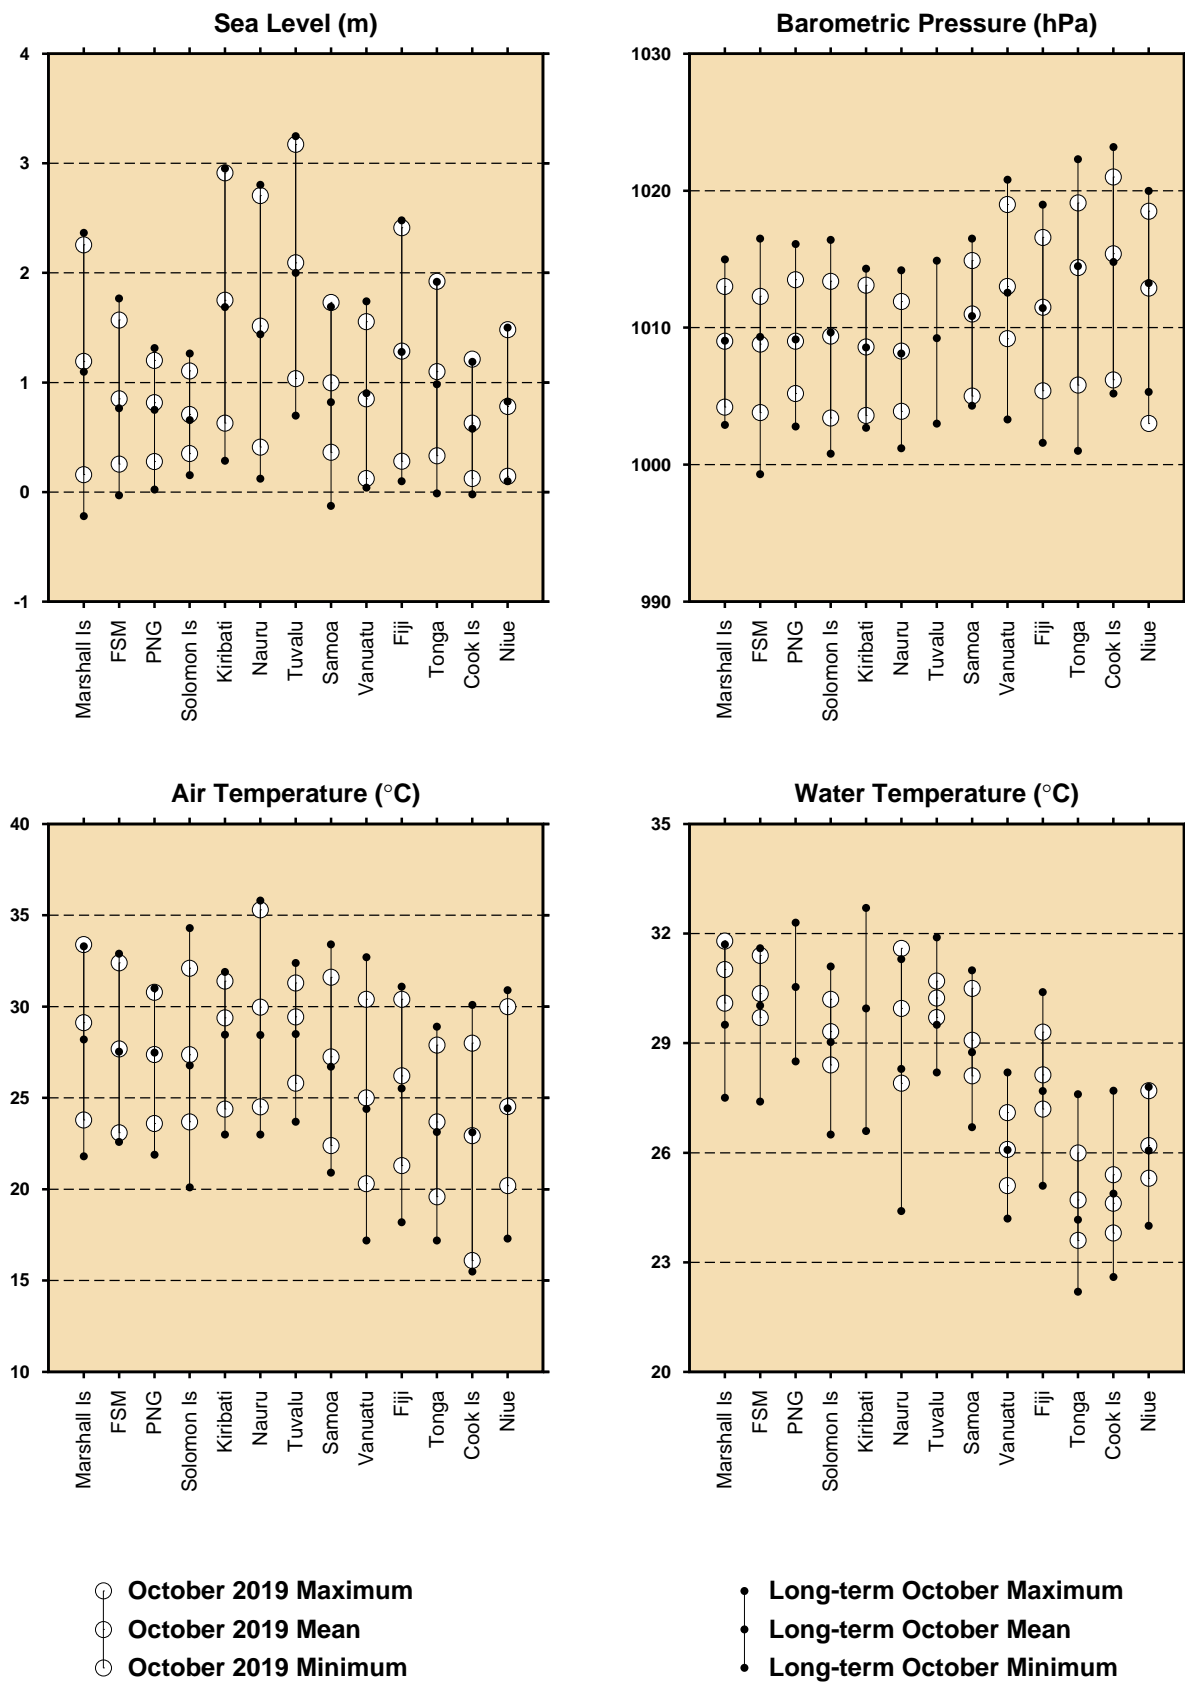 Sea Level (m)
4
3
2
1
0
-1
Marshall Is
FSM
PNG
Solomon Is
Kiribati
Nauru
Tuvalu
Samoa
Vanuatu
Fiji
Tonga
Cook Is
Niue
Barometric Pressure (hPa)
1030
1020
1010
1000
990
Marshall Is
FSM
PNG
Solomon Is
Kiribati
Nauru
Tuvalu
Samoa
Vanuatu
Fiji
Tonga
Cook Is
Niue
Air Temperature (°C)
40
35
30
25
20
15
10
Marshall Is
FSM
PNG
Solomon Is
Kiribati
Nauru
Tuvalu
Samoa
Vanuatu
Fiji
Tonga
Cook Is
Niue
Water Temperature (°C)
35
32
29
26
23
20
Marshall Is
FSM
PNG
Solomon Is
Kiribati
Nauru
Tuvalu
Samoa
Vanuatu
Fiji
Tonga
Cook Is
Niue
October 2019 Maximum
October 2019 Mean
October 2019 Minimum
Long-term October Maximum
Long-term October Mean
Long-term October Minimum